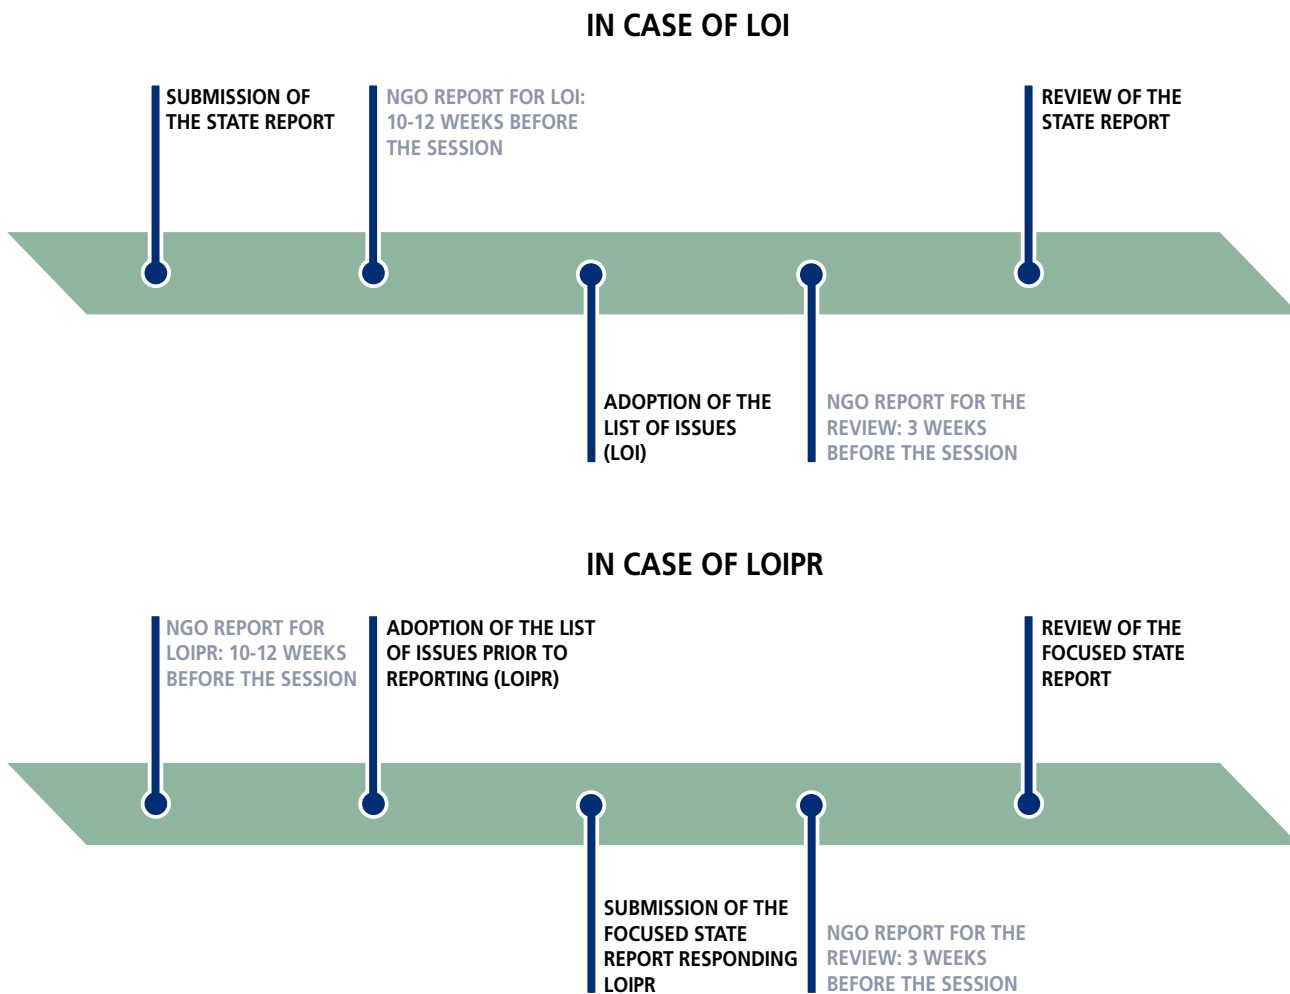 IN CASE OF LOI
SUBMISSION OF
THE STATE REPORT
NGO REPORT FOR LOI:
10-12 WEEKS BEFORE
THE SESSION
REVIEW OF THE
STATE REPORT
ADOPTION OF THE
LIST OF ISSUES
(LOI)
NGO REPORT FOR THE
REVIEW: 3 WEEKS
BEFORE THE SESSION
IN CASE OF LOIPR
NGO REPORT FOR
LOIPR: 10-12 WEEKS
BEFORE THE SESSION
ADOPTION OF THE LIST
OF ISSUES PRIOR TO
REPORTING (LOIPR)
REVIEW OF THE
FOCUSED STATE
REPORT
SUBMISSION OF THE
FOCUSED STATE
REPORT RESPONDING
LOIPR
NGO REPORT FOR THE
REVIEW: 3 WEEKS
BEFORE THE SESSION